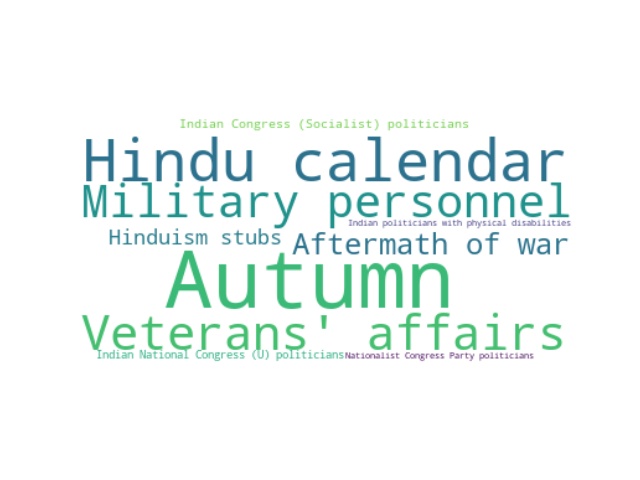 Indian Congress (Socialist) politicians
Hindu calendar
Military personnel
Indian politicians with physical disabilities
Hinduism stubs
Aftermath of war
Autumn
Veterans' affairs
Indian National Congress (U) politicians
Nationalist Congress Party politicians